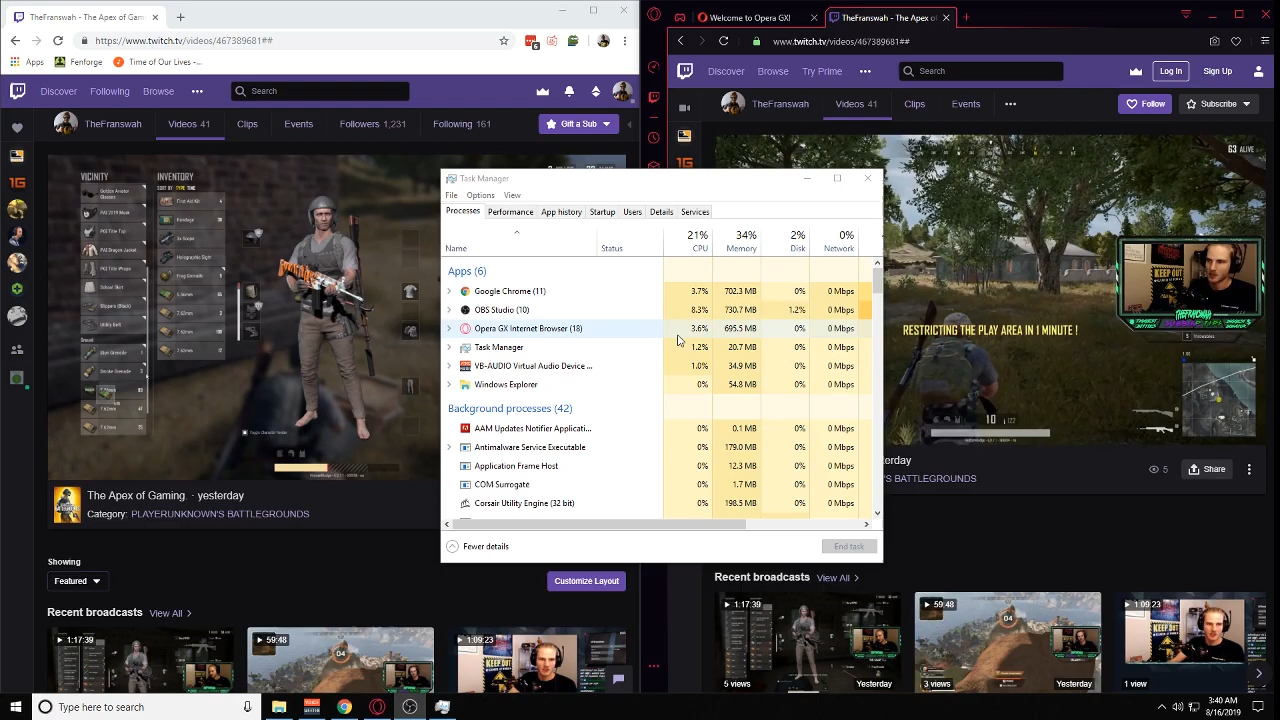 TheFranswah - The Apex of Gami
https://www.twitch.tv/videos/467389681##
6
Apps
Fenforge
Time of Our Lives -...
Discover
Following
Browse
Search
TheFranswah
Videos 41
Clips
Events
Followers 1,231
Following 161
Gift a Sub
VICINITY
INVENTORY
SORT BY TYPE TIME
The Apex of Gaming. - yesterday
Category: PLAYERUNKNOWN'S BATTLEGROUNDS
Showing
Featured
Customize Layout
Recent broadcasts
View All
1:17:39
59:48
1:09:23
Welcome to Opera GX!
TheFranswah - The Apex of
www.twitch.tv/videos/467389681##
Discover
Browse
Try Prime
Search
Log In
Sign Up
TheFranswah
Videos 41
Clips
Events
Follow
Subscribe
63 ALIVE
RESTRICTING THE PLAY AREA IN 1 MINUTE !
KEEP OUT
yesterday
'S BATTLEGROUNDS
5
Share
Recent broadcasts
View All
1:17:39
59:48
1:09:23
5 views
Yesterday
3 views
Yesterday
1 view
Task Manager
File
Options
View
Processes
Performance
App history
Startup
Users
Details
Services
21%
34%
2%
0%
Name
Status
CPU
Memory
Disk
Network
Apps (6)
Google Chrome (11) 3.7% 702.3 MB 0% 0 Mbps
OBS Studio (10) 8.3% 730.7 MB 1.2% 0 Mbps
Opera GX Internet Browser (18) 3.6% 695.5 MB 0% 0 Mbps
Task Manager 1.2% 20.7 MB 0% 0 Mbps
VB-AUDIO Virtual Audio Device ... 1.0% 34.9 MB 0% 0 Mbps
Windows Explorer 0% 54.8 MB 0% 0 Mbps
Background processes (42)
AAM Updates Notifier Applicati... 0% 0.1 MB 0% 0 Mbps
Antimalware Service Executable 0% 179.0 MB 0% 0 Mbps
Application Frame Host 0% 12.3 MB 0% 0 Mbps
COM Surrogate 0% 1.7 MB 0% 0 Mbps
Corsair Utility Engine (32 bit) 0% 198.5 MB 0% 0 Mbps
Fewer details
End task
Type here to search
3:40 AM
8/16/2019